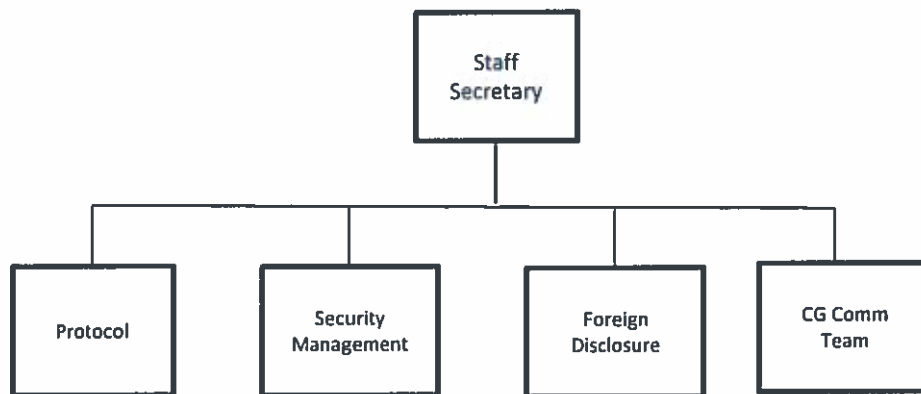 Staff
Secretary
Protocol
Security
Management
Foreign
Disclosure
CG Comm
Team